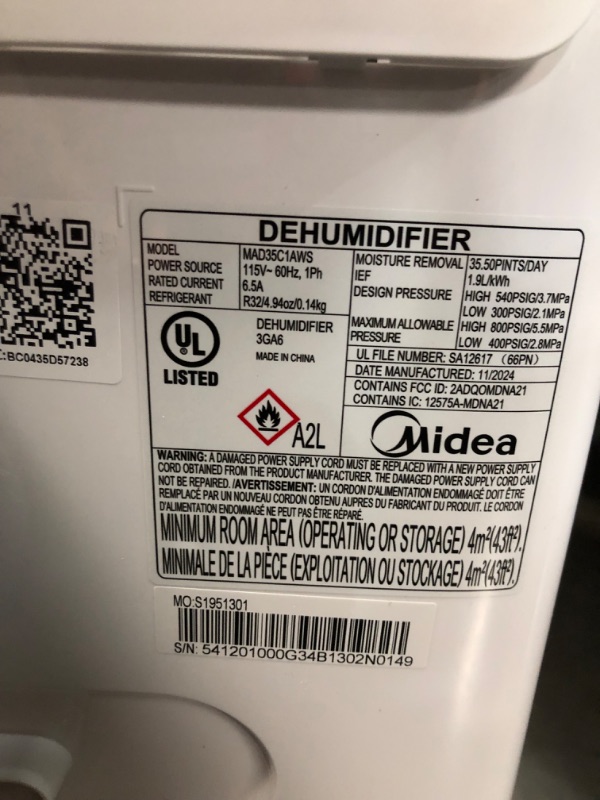 11
:BC0435D57238
DEHUMIDIFIER
MODEL MAD35C1AWS
POWER SOURCE 115V~ 60Hz, 1Ph
RATED CURRENT 6.5A
REFRIGERANT R32/4.94oz/0.14kg
MOISTURE REMOVAL 35.50PINTS/DAY
IEF 1.9L/kWh
DESIGN PRESSURE HIGH 540PSIG/3.7MPa
LOW 300PSIG/2.1MPa
MAXIMUM ALLOWABLE PRESSURE HIGH 800PSIG/5.5MPa
LOW 400PSIG/2.8MPa
UL
LISTED
DEHUMIDIFIER
3GA6
MADE IN CHINA
A2L
UL FILE NUMBER: SA12617 (66PN)
DATE MANUFACTURED: 11/2024
CONTAINS FCC ID: 2ADQOMDNA21
CONTAINS IC: 12575A-MDNA21
Midea
WARNING: A DAMAGED POWER SUPPLY CORD MUST BE REPLACED WITH A NEW POWER SUPPLY
CORD OBTAINED FROM THE PRODUCT MANUFACTURER. THE DAMAGED POWER SUPPLY CORD CAN
NOT BE REPAIRED. /AVERTISSEMENT: UN CORDON D'ALIMENTATION ENDOMMAGÉ DOIT ÊTRE
REMPLACÉ PAR UN NOUVEAU CORDON OBTENU AUPRES DU FABRICANT DU PRODUIT. LE CORDON
D'ALIMENTATION ENDOMMAGÉ NE PEUT PAS ÊTRE RÉPARÉ.
MINIMUM ROOM AREA (OPERATING OR STORAGE) 4m²(43ft²).
MINIMALE DE LA PIÈCE (EXPLOITATION OU STOCKAGE) 4m²(43ft²).
MO:S1951301
S/N: 541201000G34B1302N0149